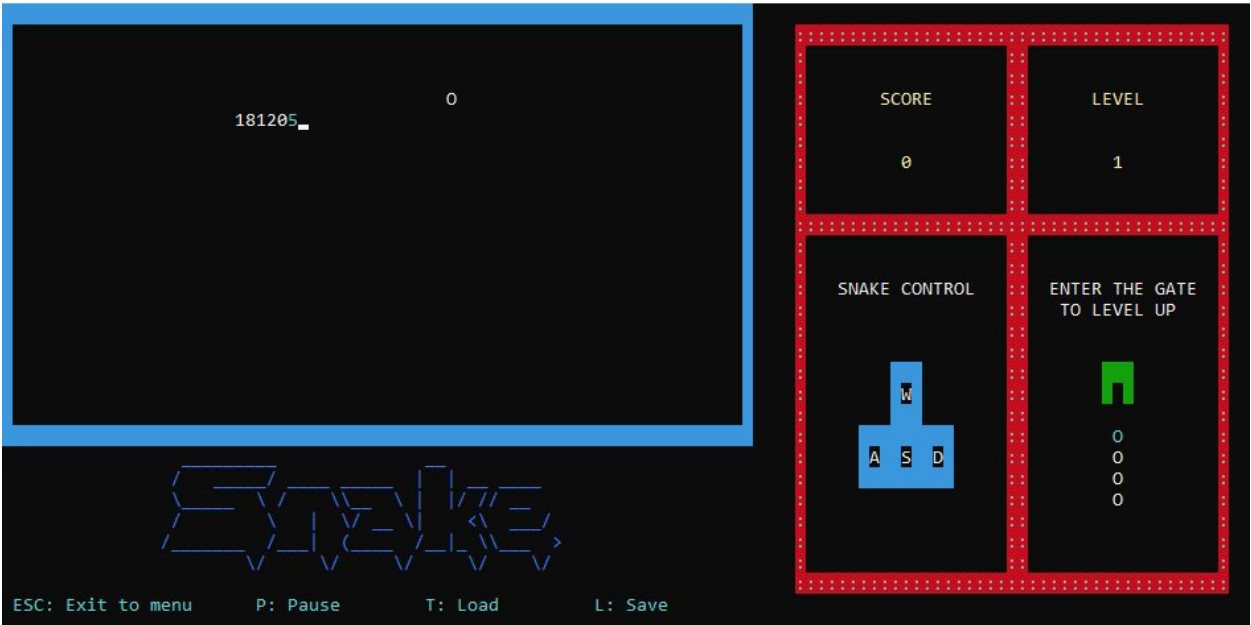 O
181205
SCORE
LEVEL
0
1
SNAKE CONTROL
ENTER THE GATE
TO LEVEL UP
W
A S D
O
O
O
O
Snake
ESC: Exit to menu P: Pause T: Load L: Save